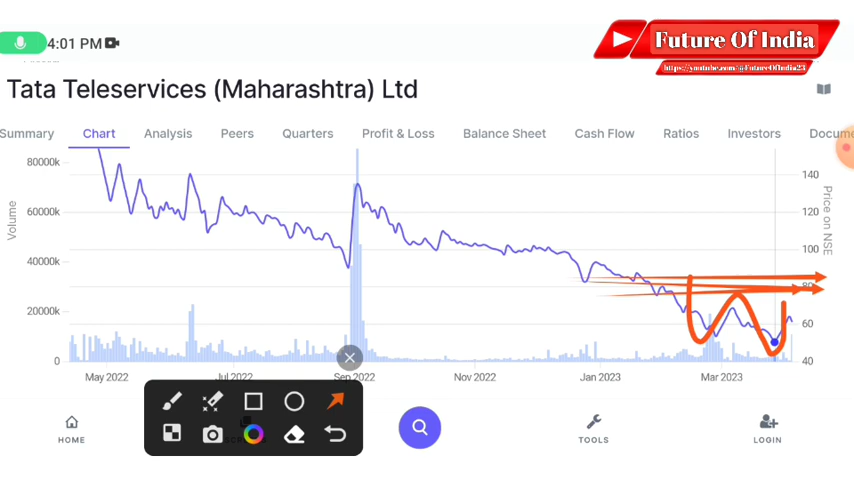 4:01 PM
Future Of India
https://youtube.com/@FutureOfIndia23
Tata Teleservices (Maharashtra) Ltd
Summary Chart Analysis Peers Quarters Profit & Loss Balance Sheet Cash Flow Ratios Investors Docum
80000k 140
60000k 120
100
40000k
80
20000k 60
0 40
Volume
Price on NSE
May 2022 Jul 2022 Sep 2022 Nov 2022 Jan 2023 Mar 2023
HOME TOOLS LOGIN